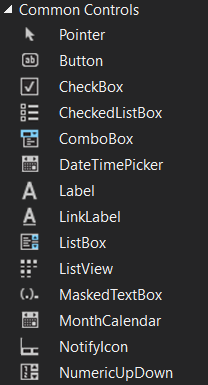 Common Controls
Pointer
Button
CheckBox
CheckedListBox
ComboBox
DateTimePicker
Label
LinkLabel
ListBox
ListView
MaskedTextBox
MonthCalendar
NotifyIcon
NumericUpDown